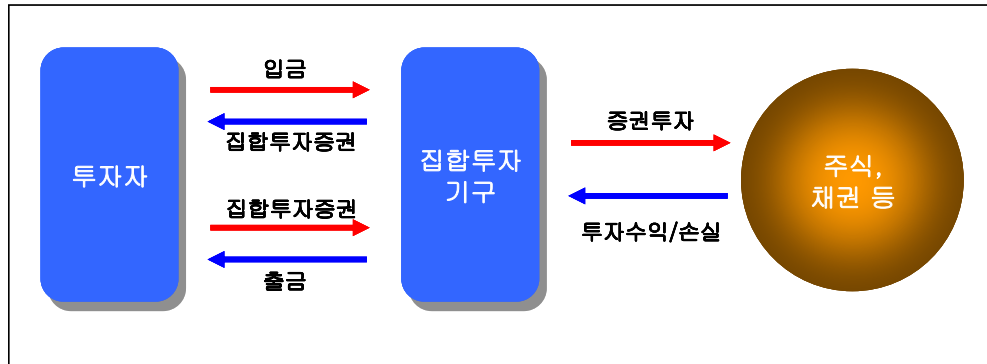 투자자
입금
집합투자증권
집합투자증권
출금
집합투자
기구
증권투자
투자수익/손실
주식,
채권 등